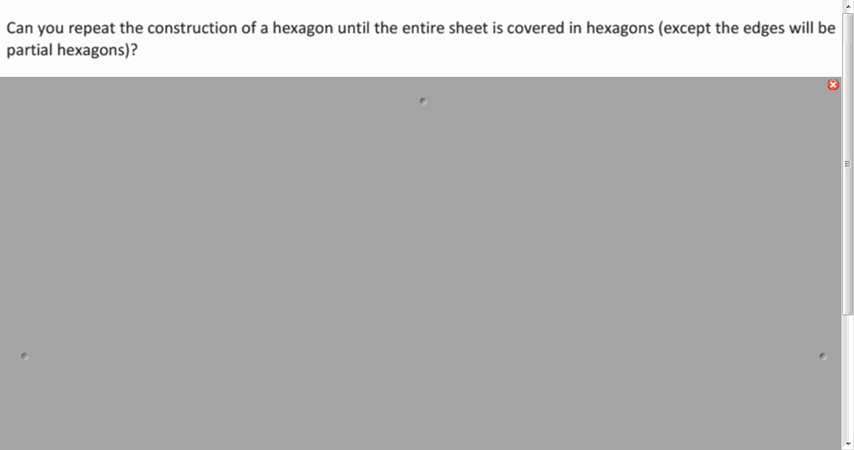 Can you repeat the construction of a hexagon until the entire sheet is covered in hexagons (except the edges will be
partial hexagons)?